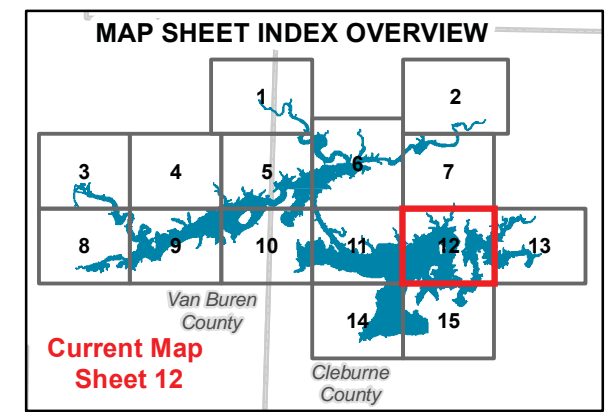 MAP SHEET INDEX OVERVIEW
1
2
3
4
5
6
7
8
9
10
11
12
13
Van Buren
County
14
15
Current Map
Sheet 12
Cleburne
County